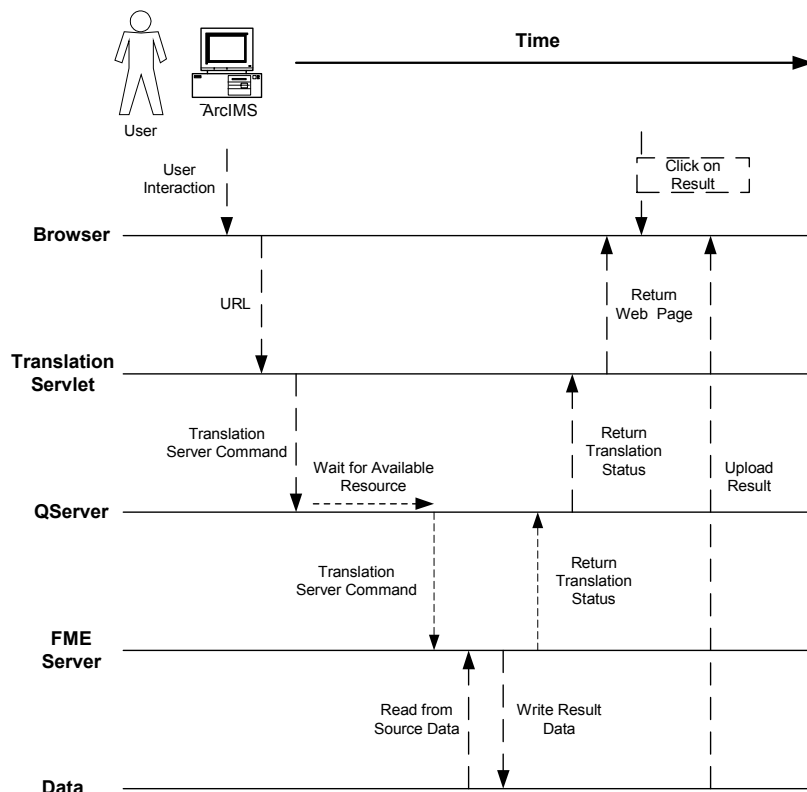 Time
ArcIMS
User
User
Interaction
Click on
Result
Browser
URL
Return
Web Page
Translation
Servlet
Translation
Server Command
Wait for Available
Resource
Return
Translation
Status
Upload
Result
QServer
Translation
Server Command
Return
Translation
Status
FME
Server
Read from
Source Data
Write Result
Data
Data